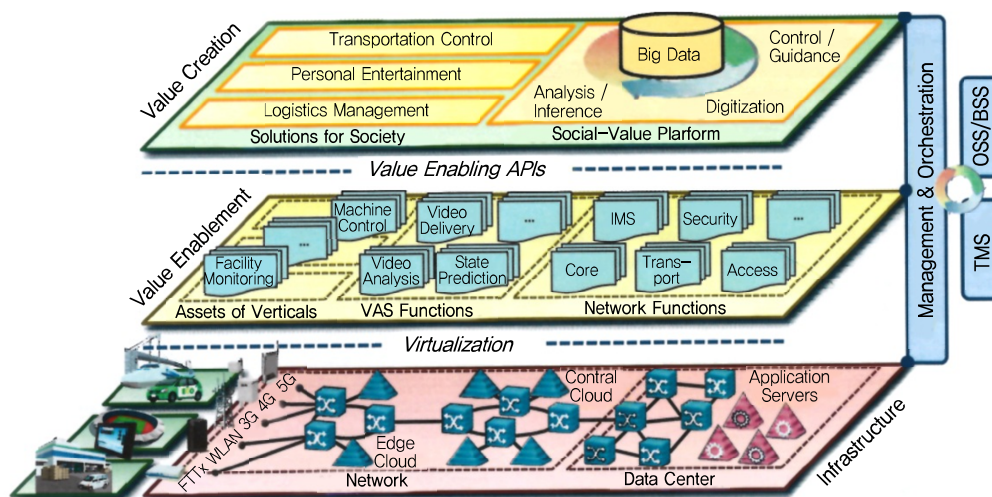 Value Creation
Transportation Control
Personal Entertainment
Logistics Management
Solutions for Society
Big Data
Control /
Guidance
Analysis /
Inference
Digitization
Social-Value Plarform
Value Enabling APIs
Value Enablement
Machine
Control
...
Facility
Monitoring
Assets of Verticals
Video
Delivery
...
Video
Analysis
State
Prediction
VAS Functions
IMS
Security
...
Core
Trans-
port
Access
Network Functions
Virtualization
FTTx WLAN 3G 4G 5G
Edge
Cloud
Contral
Cloud
Network
Application
Servers
Data Center
Infrastructure
Management & Orchestration
OSS/BSS
TMS